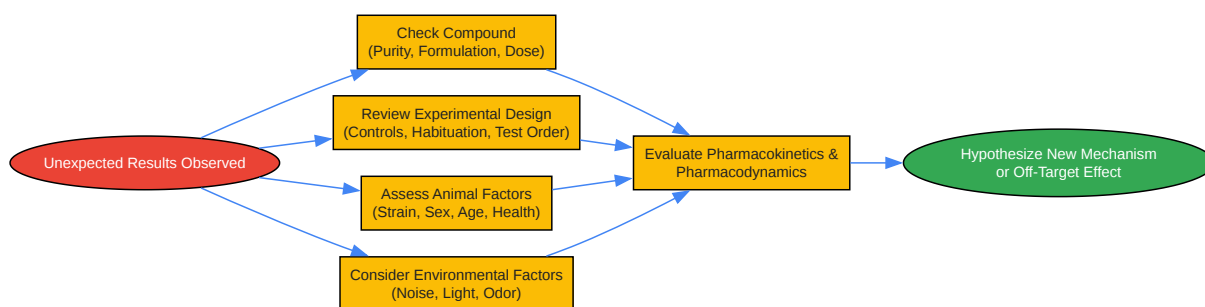 Check Compound
(Purity, Formulation, Dose)
Review Experimental Design
(Controls, Habituation, Test Order)
Unexpected Results Observed
Evaluate Pharmacokinetics &
Pharmacodynamics
Hypothesize New Mechanism
or Off-Target Effect
Assess Animal Factors
(Strain, Sex, Age, Health)
Consider Environmental Factors
(Noise, Light, Odor)